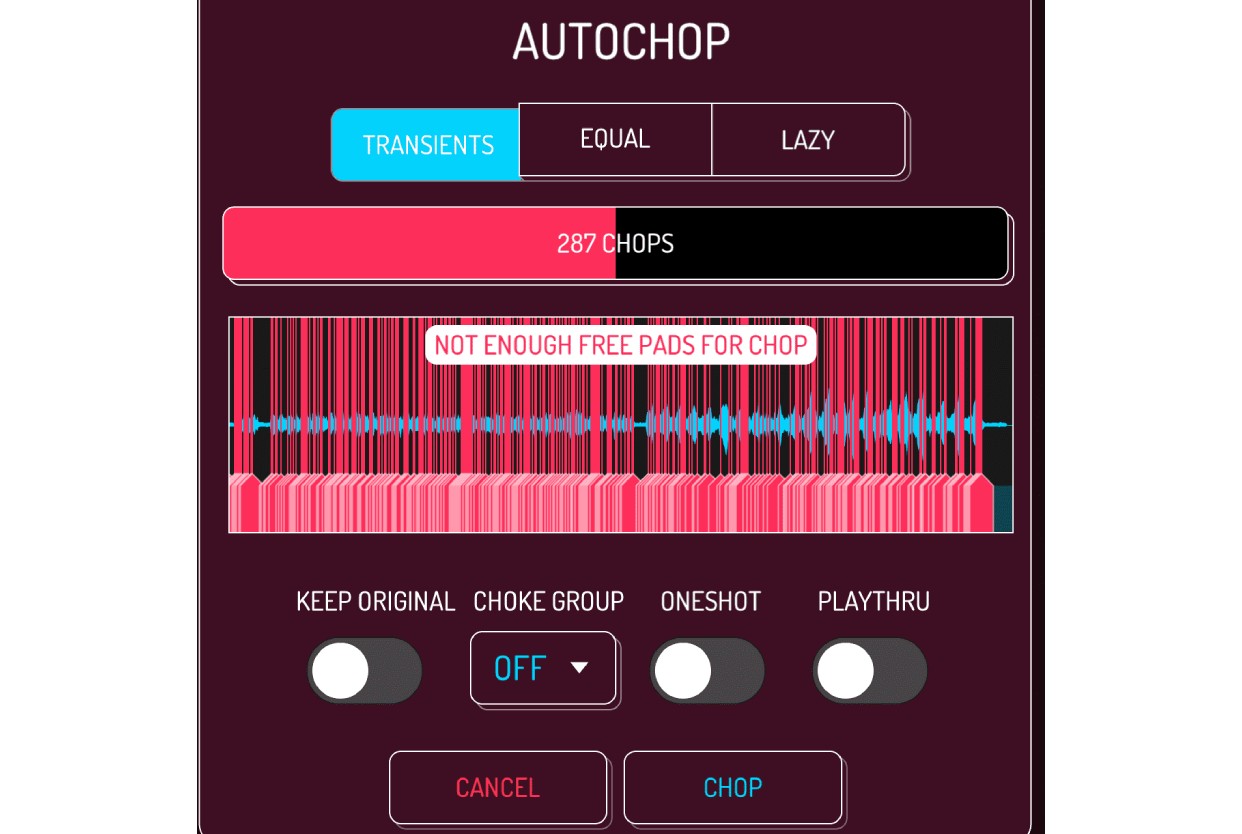 AUTOCHOP
TRANSIENTS EQUAL LAZY
287 CHOPS
NOT ENOUGH FREE PADS FOR CHOP
KEEP ORIGINAL CHOKE GROUP ONESHOT PLAYTHRU
OFF
CANCEL CHOP